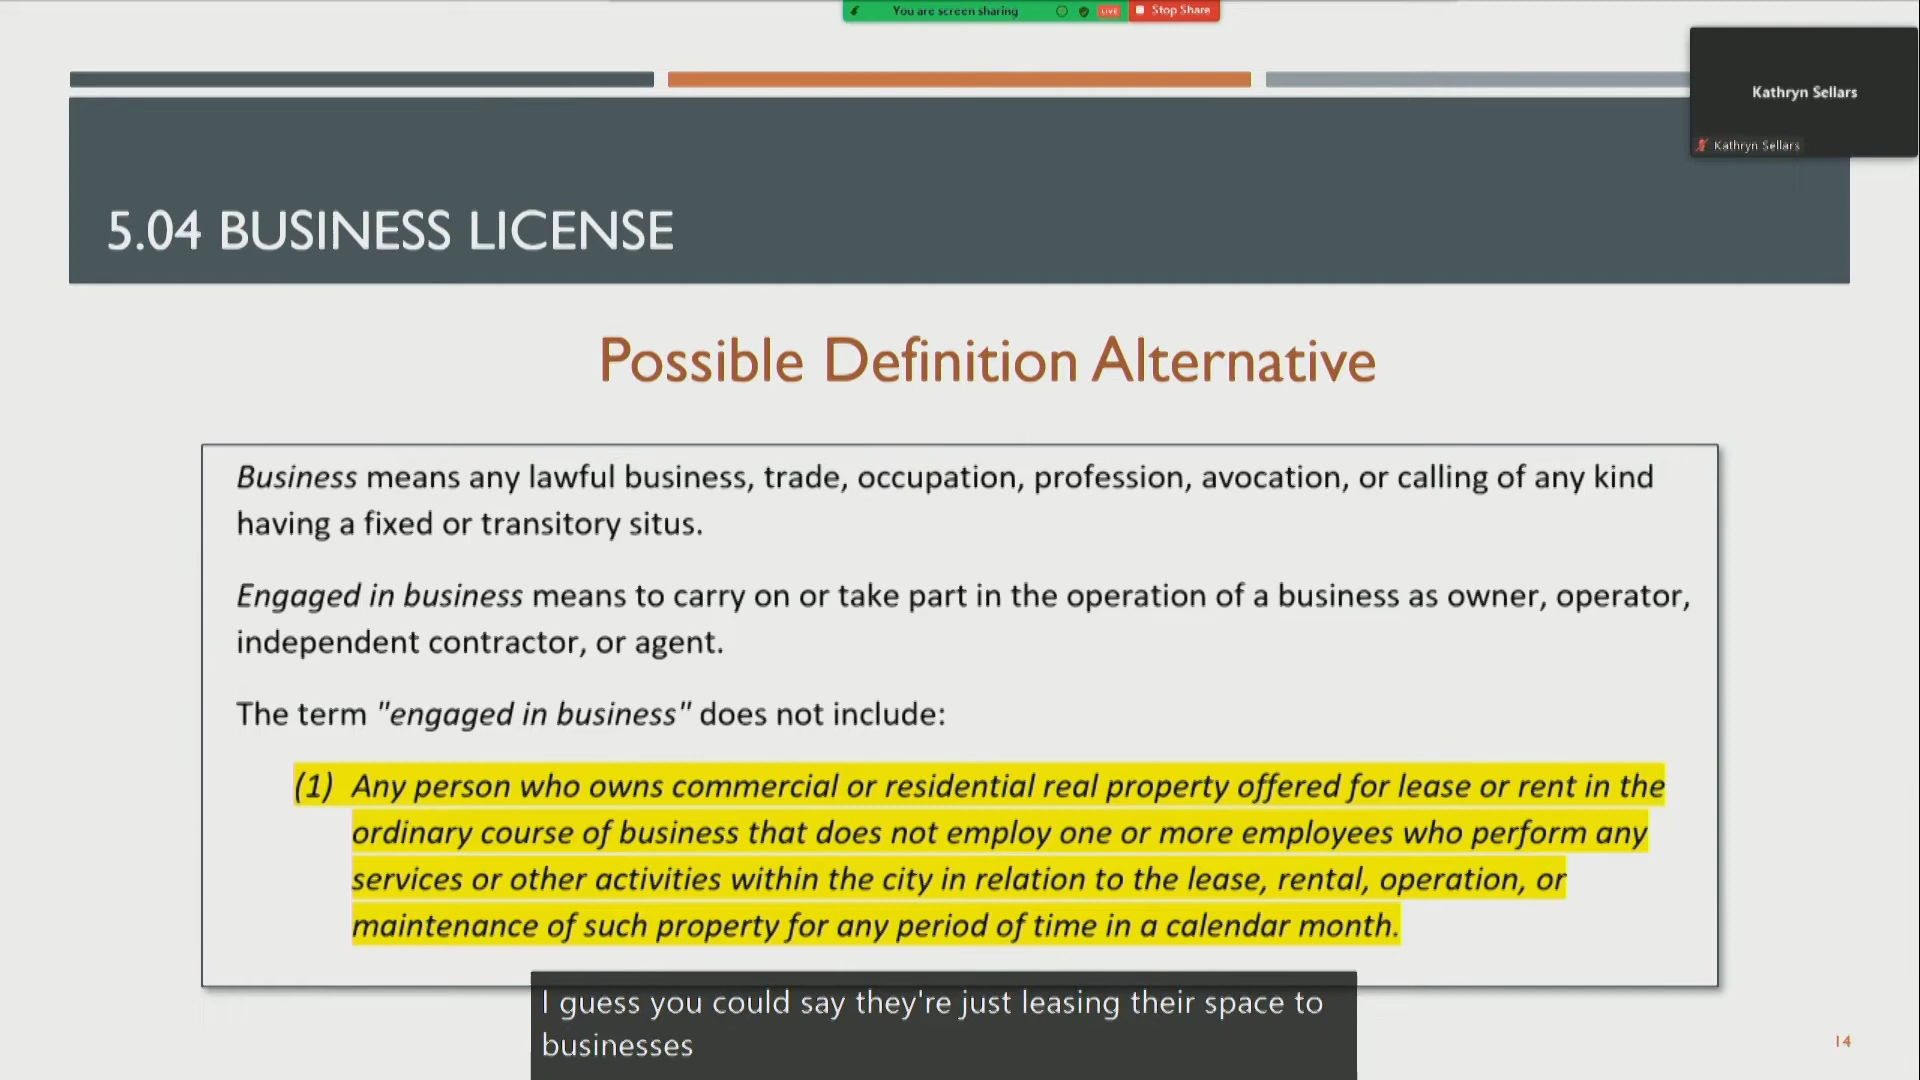 You are screen sharing LIVE Stop Share
Kathryn Sellars
Kathryn Sellars
5.04 BUSINESS LICENSE
Possible Definition Alternative
Business means any lawful business, trade, occupation, profession, avocation, or calling of any kind
having a fixed or transitory situs.
Engaged in business means to carry on or take part in the operation of a business as owner, operator,
independent contractor, or agent.
The term "engaged in business" does not include:
(1) Any person who owns commercial or residential real property offered for lease or rent in the
ordinary course of business that does not employ one or more employees who perform any
services or other activities within the city in relation to the lease, rental, operation, or
maintenance of such property for any period of time in a calendar month.
I guess you could say they're just leasing their space to
businesses
14